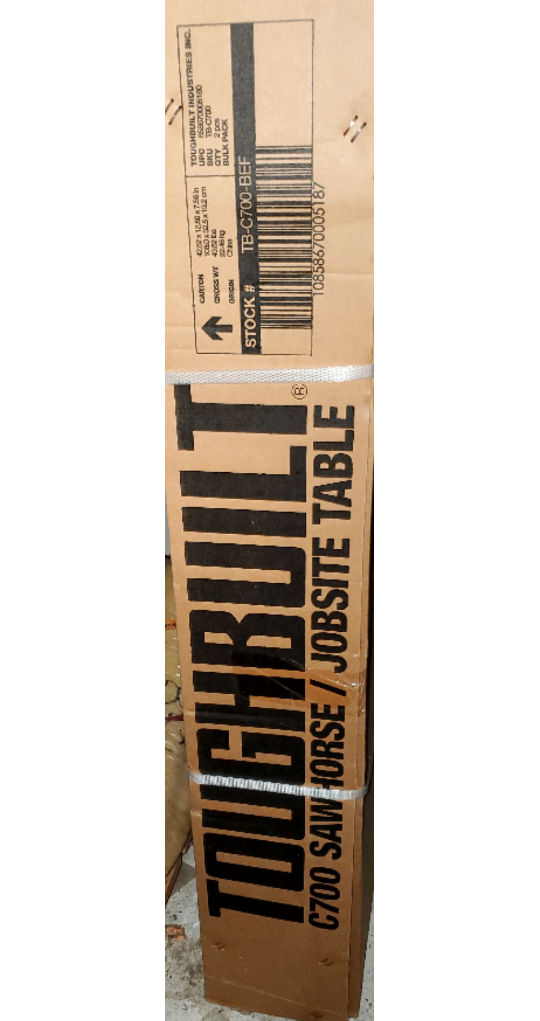 TOUGHBUILT®
C700 SAWHORSE / JOBSITE TABLE
TOUGHBUILT INDUSTRIES INC.
UPC
SKU TB-C700
QTY 2 pcs
BULK PACK
CARTON
GROSS WT
ORIGIN China
STOCK # TB-C700-BEF
10858670005187